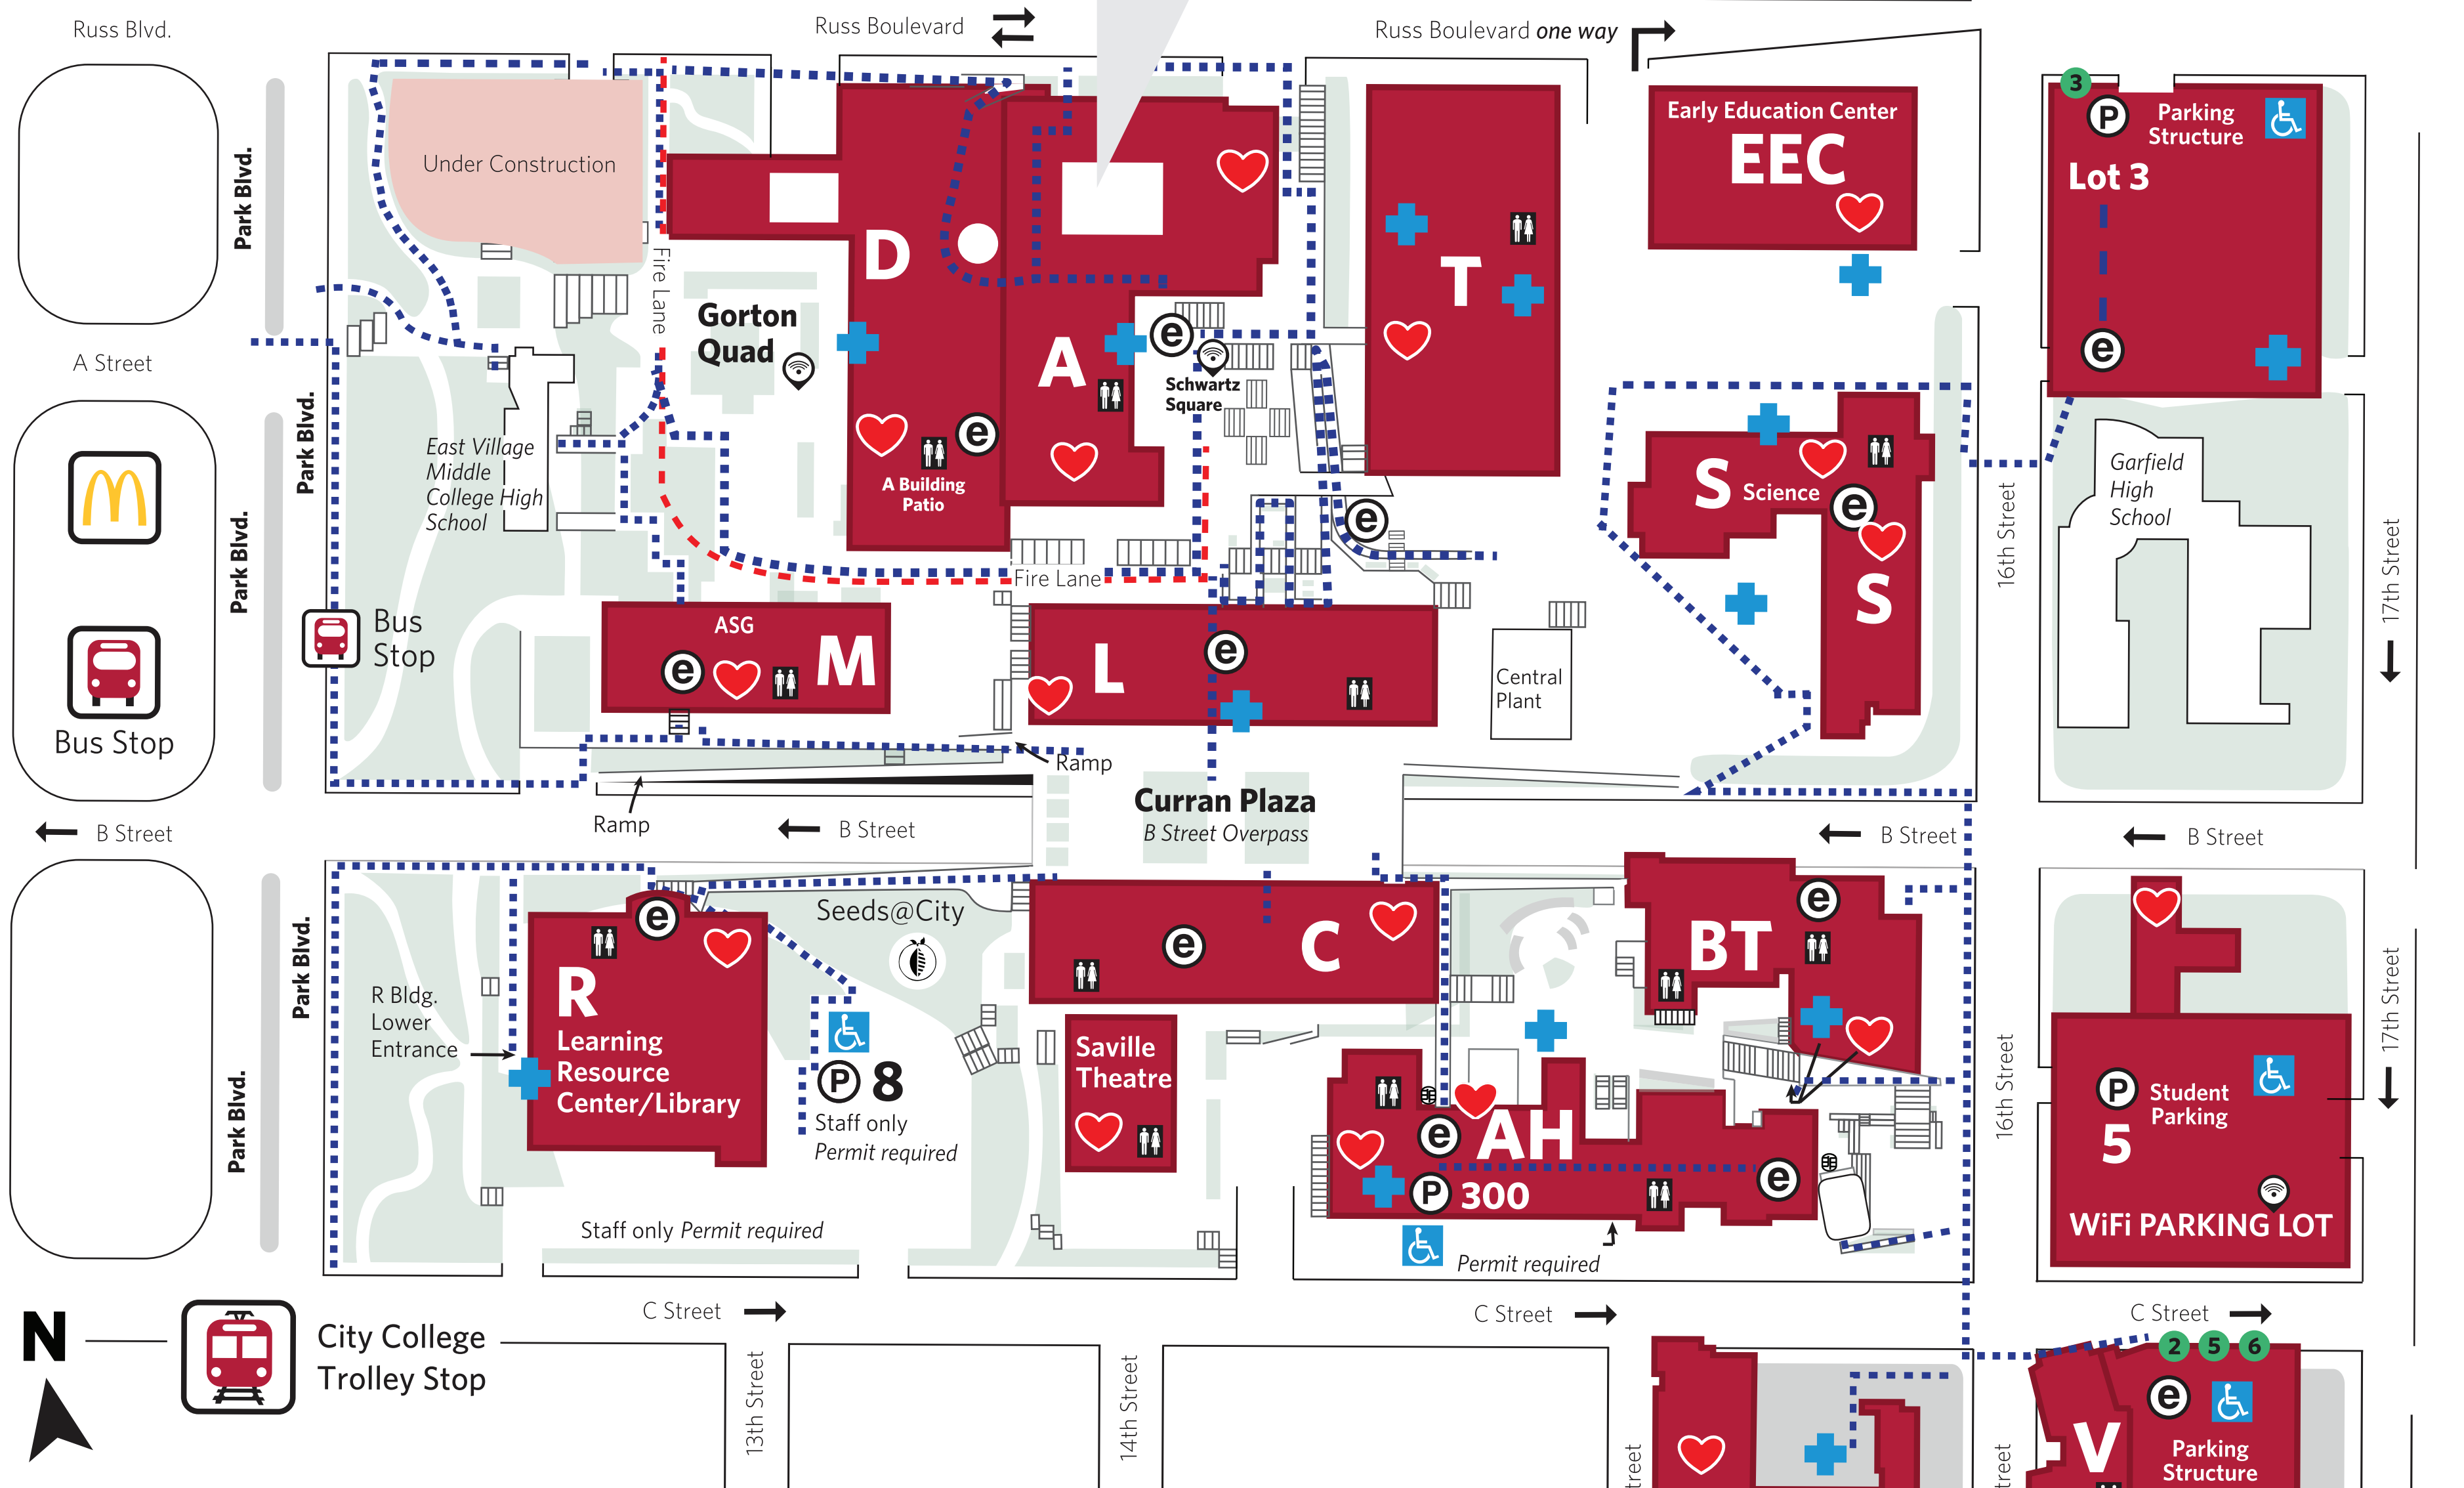 Russ Blvd.
Russ Boulevard
Russ Boulevard one way
Park Blvd.
Under Construction
Fire Lane
D
A
T
Early Education Center
EEC
3
P
Parking
Structure
Lot 3
e
Gorton
Quad
e
Schwartz
Square
A Street
Park Blvd.
East Village
Middle
College High
School
e
A Building
Patio
e
S
Science
e
S
16th Street
Garfield
High
School
17th Street
Park Blvd.
Bus
Stop
Bus Stop
Fire Lane
ASG
e
M
L
e
Central
Plant
Ramp
Ramp
Curran Plaza
B Street Overpass
B Street
B Street
B Street
B Street
Park Blvd.
R Bldg.
Lower
Entrance
e
R
Learning
Resource
Center/Library
Seeds@City
P 8
Staff only
Permit required
e
C
Saville
Theatre
e
BT
e
AH
e
P 300
Permit required
16th Street
17th Street
P
Student
Parking
5
WiFi PARKING LOT
Park Blvd.
Staff only Permit required
N
City College
Trolley Stop
C Street
C Street
C Street
13th Street
14th Street
treet
treet
2
5
6
e
V
Parking
Structure